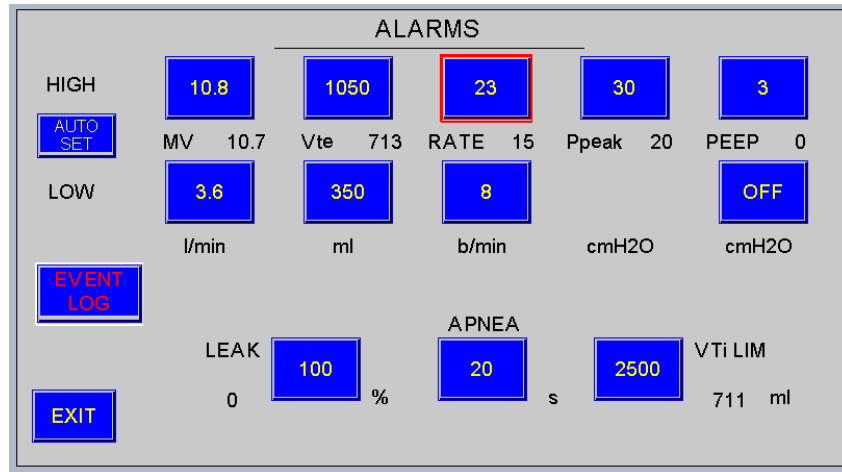 ALARMS
HIGH 10.8 1050 23 30 3
AUTO
SET
MV 10.7 Vte 713 RATE 15 Ppeak 20 PEEP 0
LOW 3.6 350 8 OFF
l/min ml b/min cmH2O cmH2O
EVENT
LOG
APNEA
LEAK 100 20 2500 VTi LIM
0 % s 711 ml
EXIT